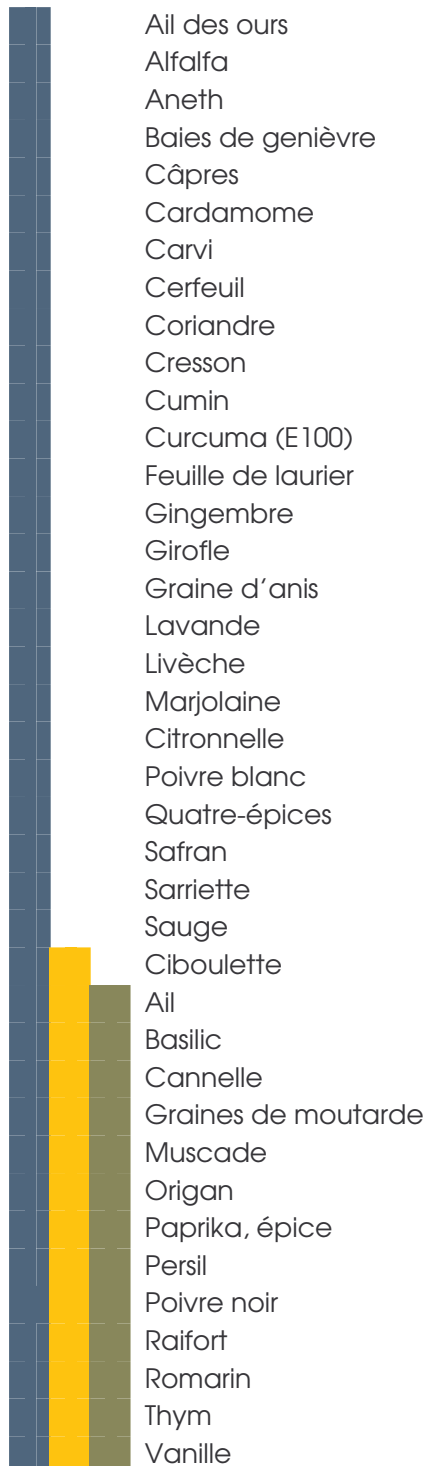 Ail des ours
Alfalfa
Aneth
Baies de genièvre
Câpres
Cardamome
Carvi
Cerfeuil
Coriandre
Cresson
Cumin
Curcuma (E100)
Feuille de laurier
Gingembre
Girofle
Graine d’anis
Lavande
Livèche
Marjolaine
Citronnelle
Poivre blanc
Quatre-épices
Safran
Sarriette
Sauge
Ciboulette
Ail
Basilic
Cannelle
Graines de moutarde
Muscade
Origan
Paprika, épice
Persil
Poivre noir
Raifort
Romarin
Thym
Vanille